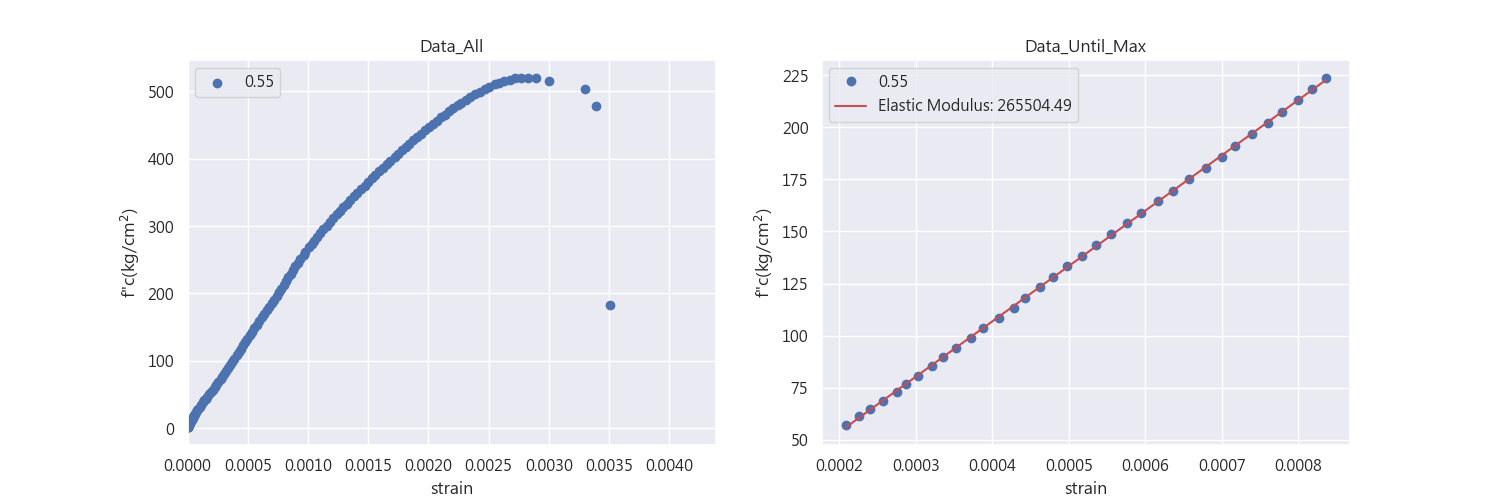 Data_All
0.55
500
400
300
200
100
0
f"c(kg/cm²)
0.0000 0.0005 0.0010 0.0015 0.0020 0.0025 0.0030 0.0035 0.0040
strain
Data_Until_Max
0.55
Elastic Modulus: 265504.49
225
200
175
150
125
100
75
50
f"c(kg/cm²)
0.0002 0.0003 0.0004 0.0005 0.0006 0.0007 0.0008
strain